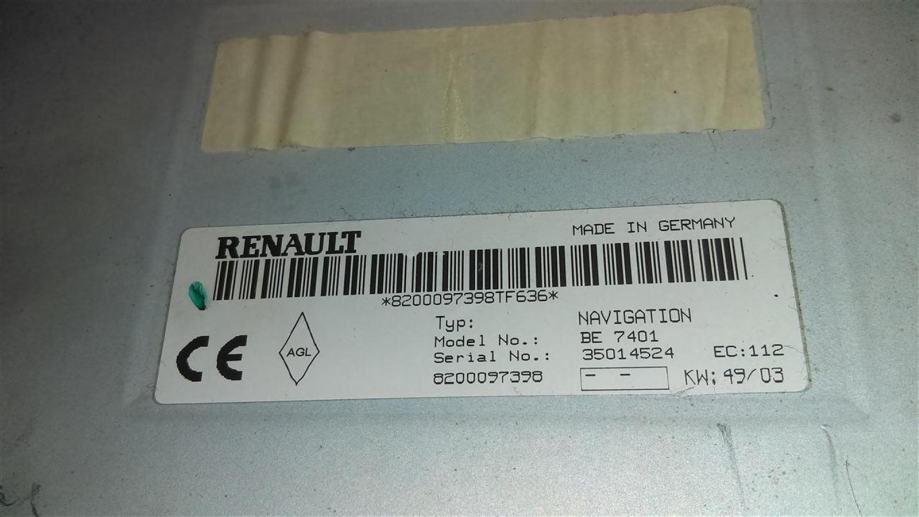 RENAULT
MADE IN GERMANY
*8200097398TF636*
Typ: NAVIGATION
Model No.: BE 7401
Serial No.: 35014524 EC:112
8200097398 - - KW: 49/03
CE
AGL